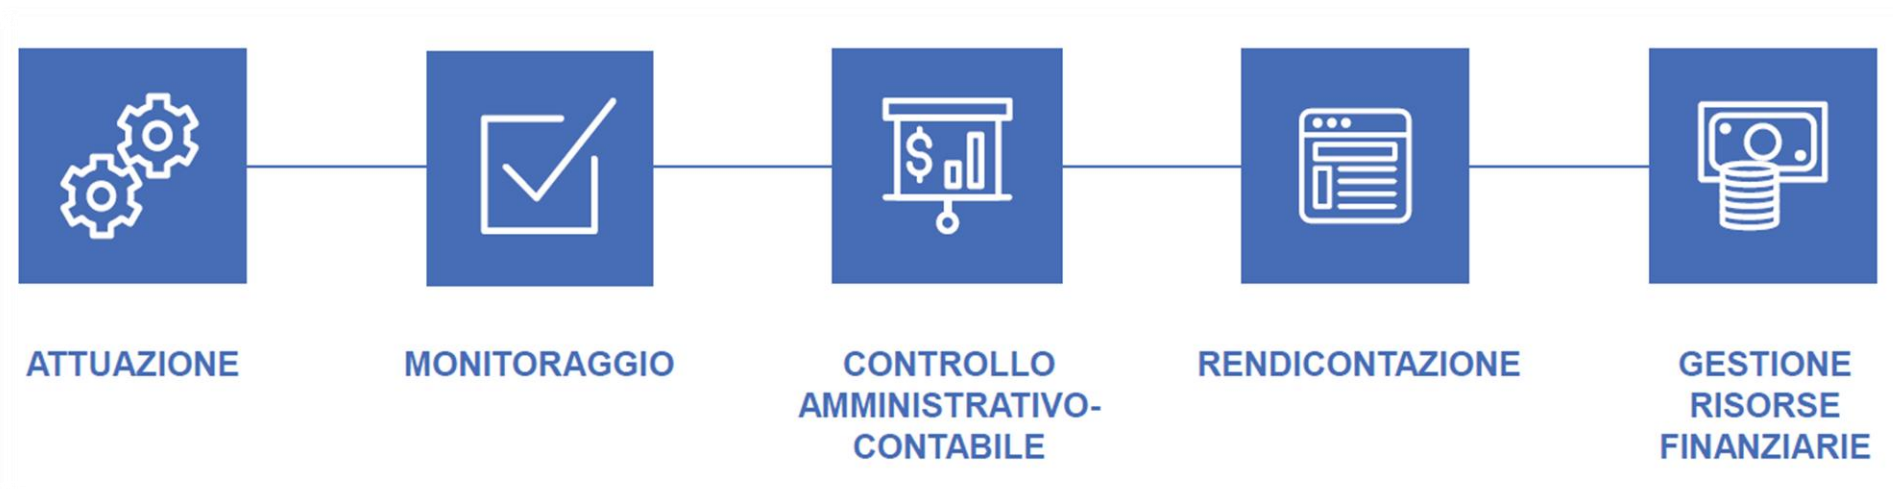 ATTUAZIONE
MONITORAGGIO
CONTROLLO
AMMINISTRATIVO-
CONTABILE
RENDICONTAZIONE
GESTIONE
RISORSE
FINANZIARIE